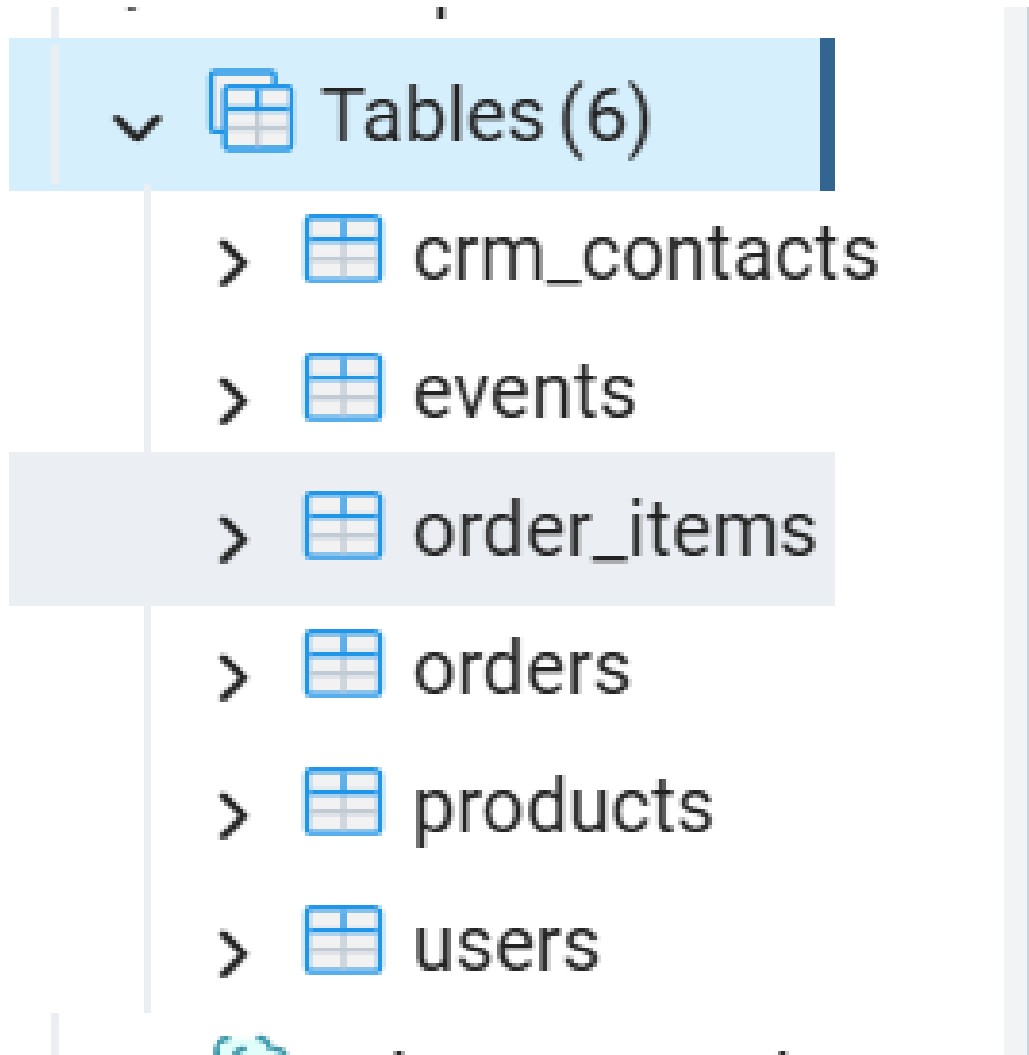 Tables (6)
crm_contacts
events
order_items
orders
products
users